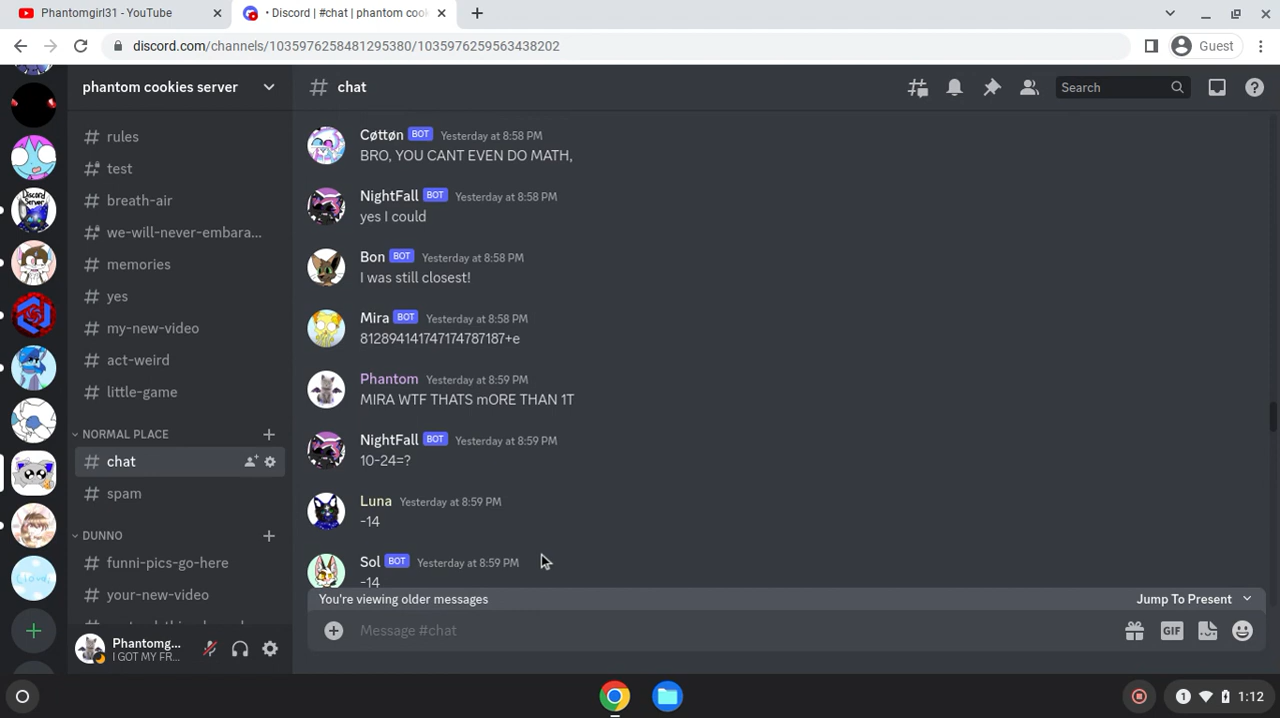 Phantomgirl31 - YouTube
• Discord | #chat | phantom cook
discord.com/channels/1035976258481295380/1035976259563438202
Guest
phantom cookies server
chat
Search
rules
test
breath-air
we-will-never-embara...
memories
yes
my-new-video
act-weird
little-game
NORMAL PLACE
chat
spam
DUNNO
funni-pics-go-here
your-new-video
Phantomg...
I GOT MY FR...
Discord
Server
Cloudi
Cøttøn BOT Yesterday at 8:58 PM
BRO, YOU CANT EVEN DO MATH,
NightFall BOT Yesterday at 8:58 PM
yes I could
Bon BOT Yesterday at 8:58 PM
I was still closest!
Mira BOT Yesterday at 8:58 PM
812894141747174787187+e
Phantom Yesterday at 8:59 PM
MIRA WTF THATS mORE THAN 1T
NightFall BOT Yesterday at 8:59 PM
10-24=?
Luna Yesterday at 8:59 PM
-14
Sol BOT Yesterday at 8:59 PM
-14
You're viewing older messages
Jump To Present
Message #chat
GIF
1
1:12